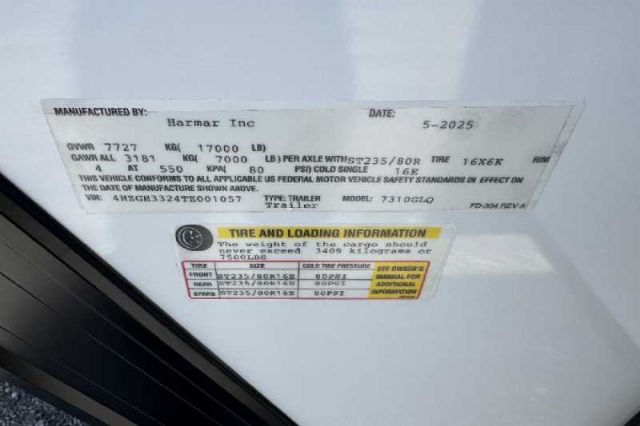 MANUFACTURED BY: Harmar Inc DATE: 5-2025
GVWR 7727 KG( 17000 LB)
GAWR ALL 3181 KG( 7000 LB) PER AXLE WITH ST235/80R TIRE 16X6K RIM
4 AT 550 KPA( 80 PSI) COLD SINGLE 16E
THIS VEHICLE CONFORMS TO ALL APPLICABLE US FEDERAL MOTOR VEHICLE SAFETY STANDARDS IN EFFECT ON
THE DATE OF MANUFACTURE SHOWN ABOVE.
VIN: 4HXGH3324TE001057 TYPE: TRAILER Trailer MODEL: 7310GLQ FD-304 REV A
TIRE AND LOADING INFORMATION
The weight of the cargo should
never exceed 3409 kilograms or
7500LBS
TIRE SIZE COLD TIRE PRESSURE SEE OWNER'S
FRONT ST235/80R16E 80PSI MANUAL FOR
REAR ST235/80R16E 80PSI ADDITIONAL
SPARE ST235/80R16E 80PSI INFORMATION